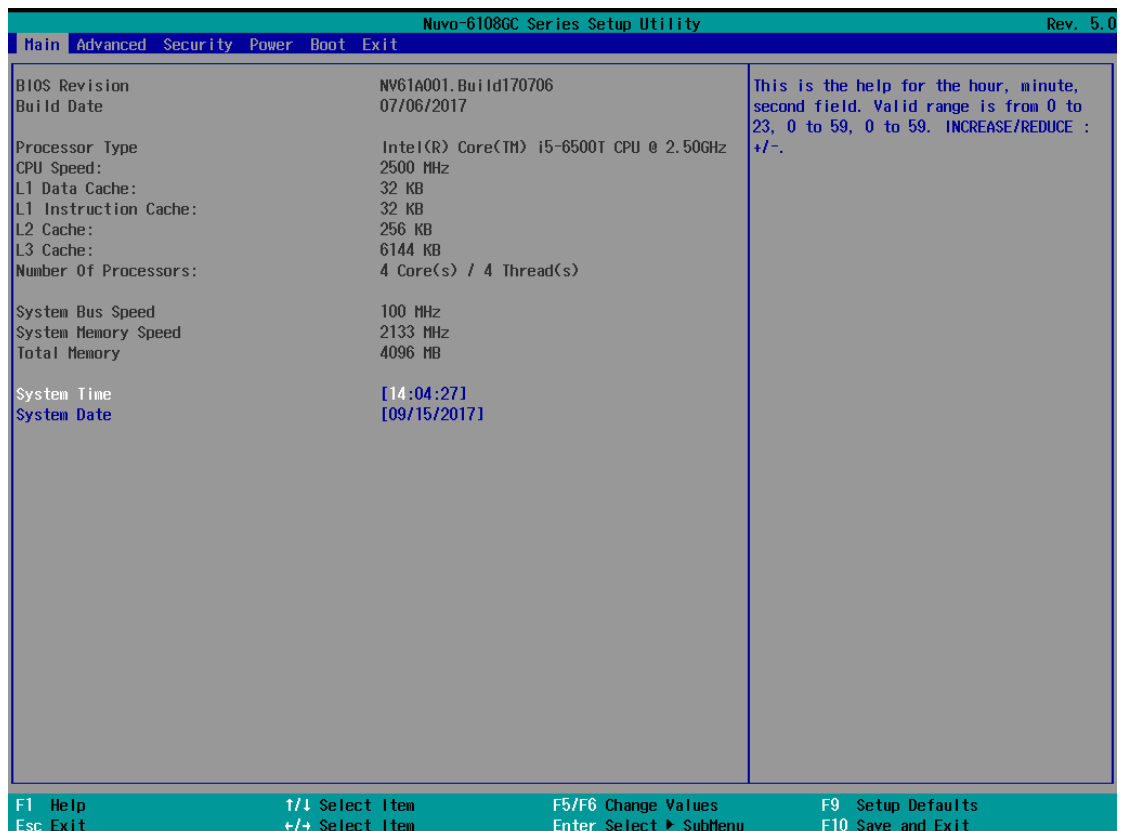 Nuvo-6108GC Series Setup Utility Rev. 5.0
Main Advanced Security Power Boot Exit
BIOS Revision NV61A001.Build170706
Build Date 07/06/2017
Processor Type Intel(R) Core(TM) i5-6500T CPU @ 2.50GHz
CPU Speed: 2500 MHz
L1 Data Cache: 32 KB
L1 Instruction Cache: 32 KB
L2 Cache: 256 KB
L3 Cache: 6144 KB
Number Of Processors: 4 Core(s) / 4 Thread(s)
System Bus Speed 100 MHz
System Memory Speed 2133 MHz
Total Memory 4096 MB
System Time [14:04:27]
System Date [09/15/2017]
This is the help for the hour, minute,
second field. Valid range is from 0 to
23, 0 to 59, 0 to 59. INCREASE/REDUCE :
+/-.
F1 Help ↑/↓ Select Item F5/F6 Change Values F9 Setup Defaults
Esc Exit ←/→ Select Item Enter Select ▶ SubMenu F10 Save and Exit